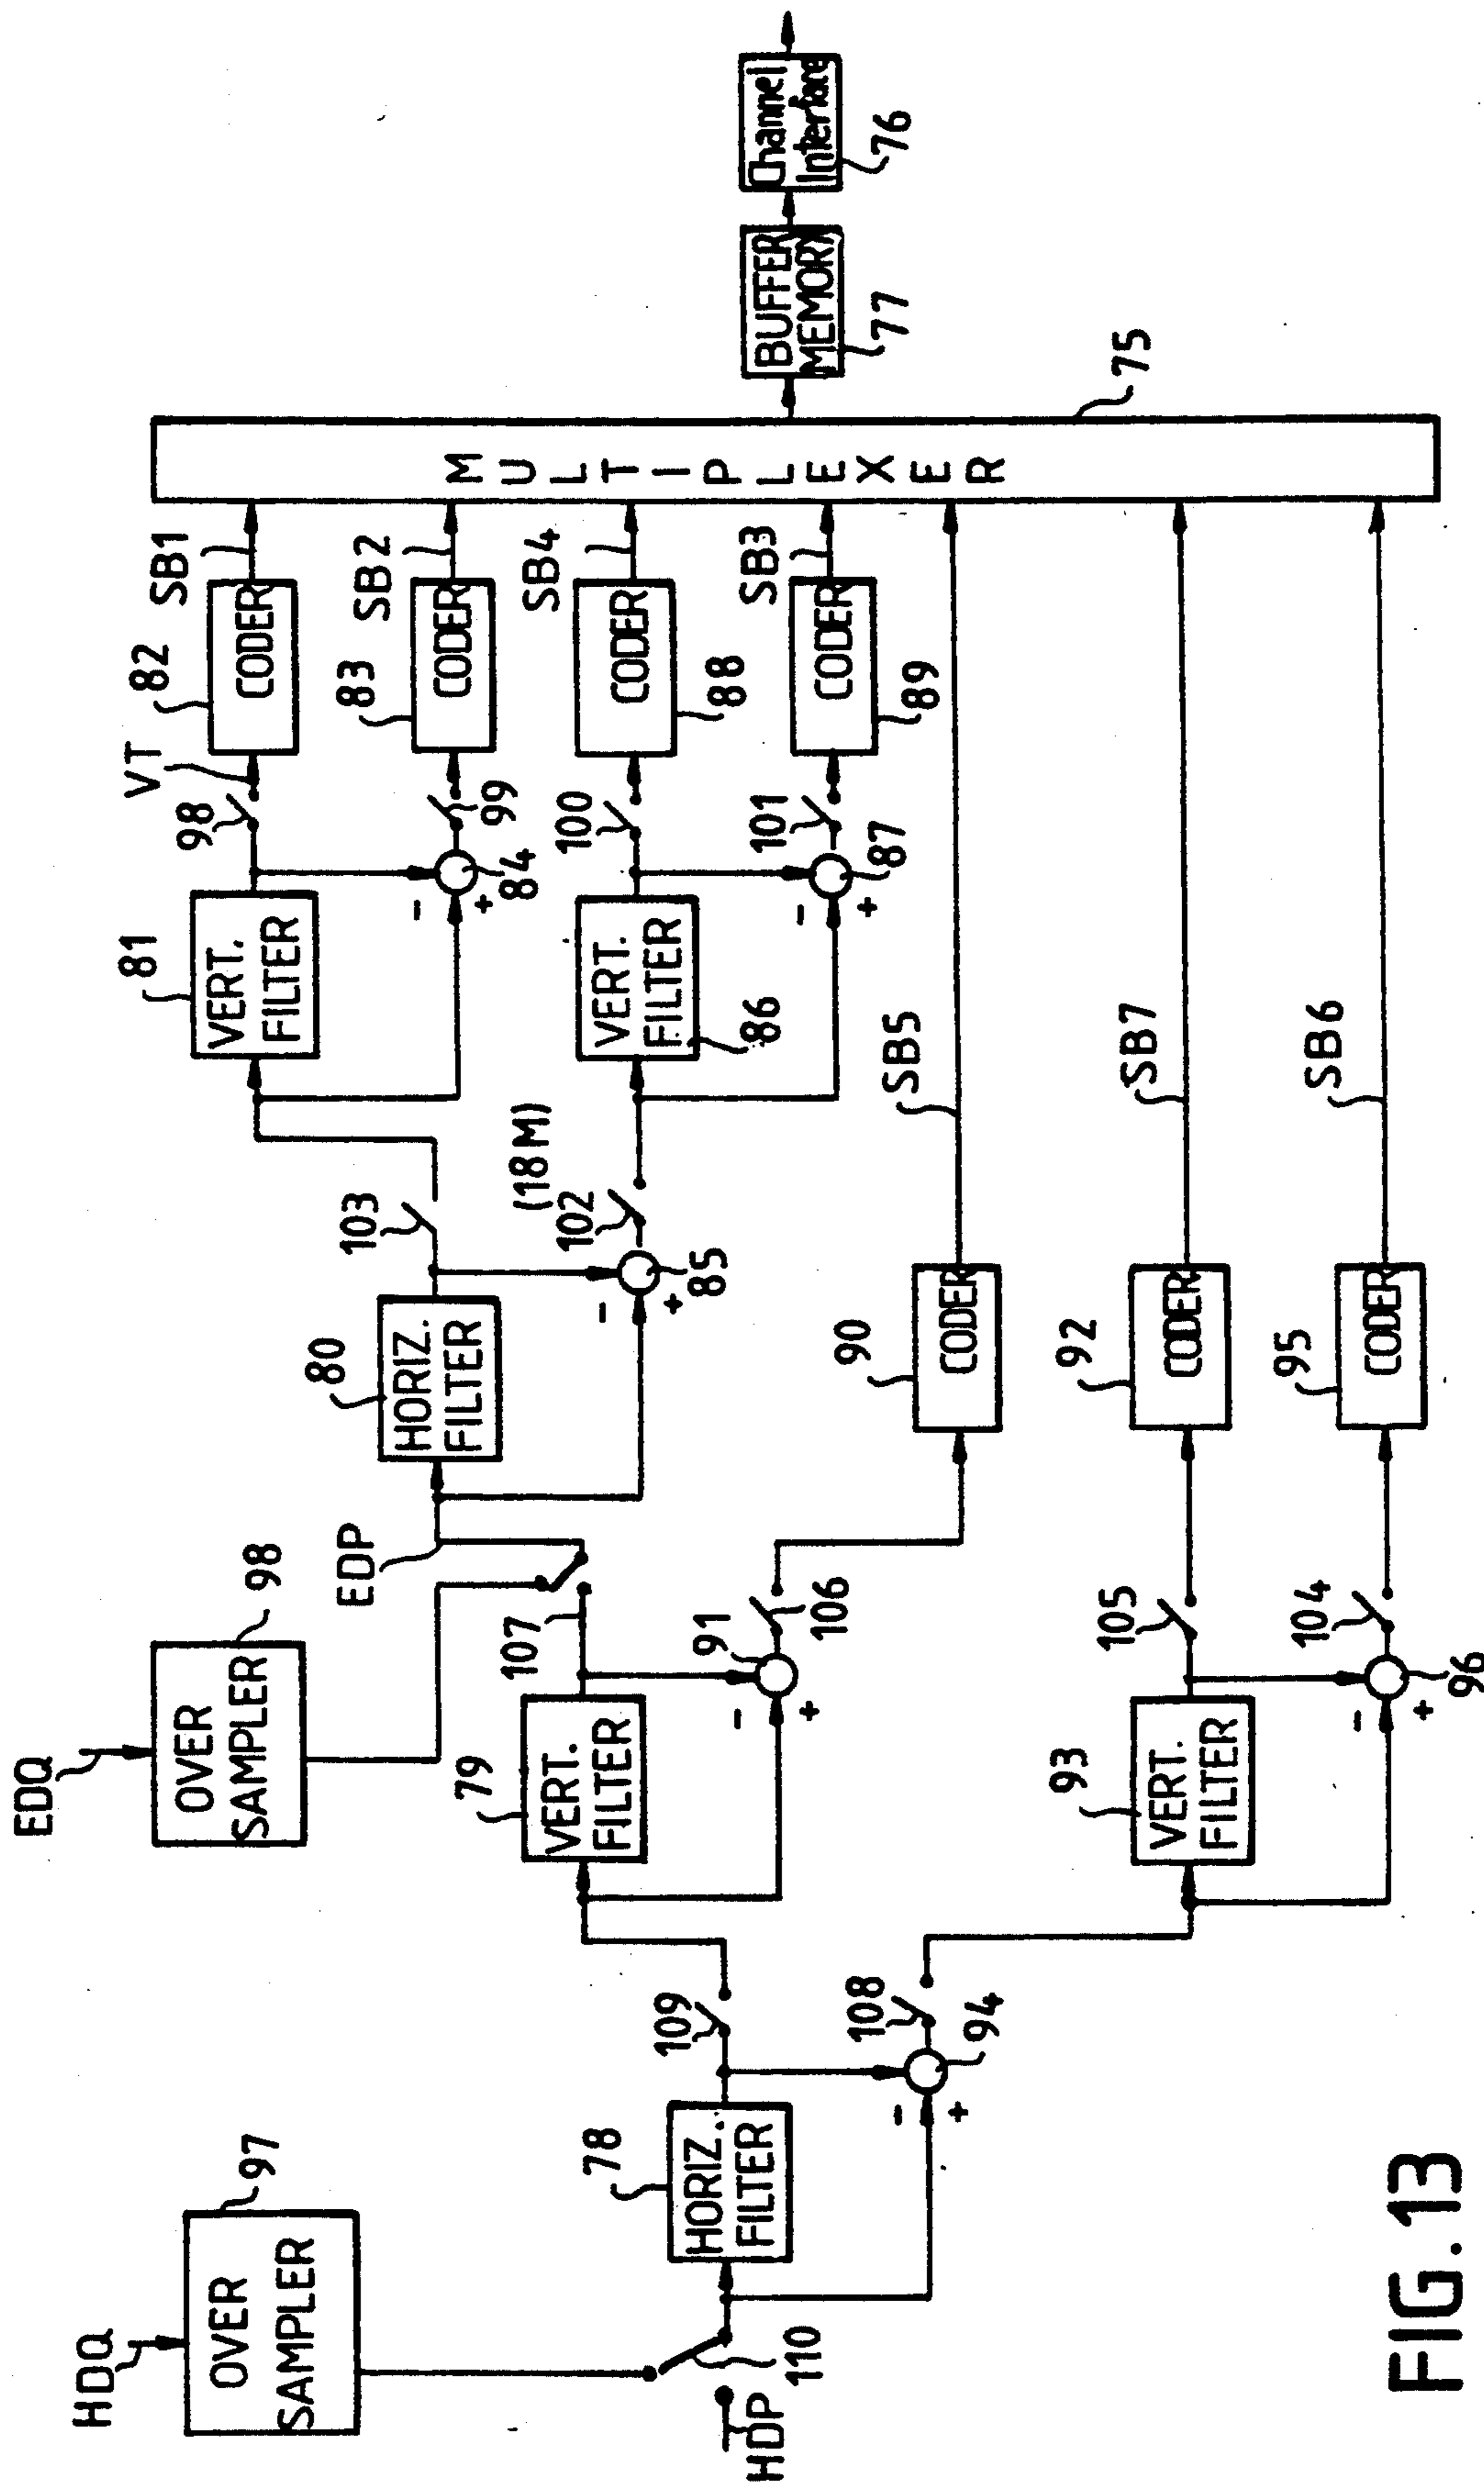 HDQ
OVER
SAMPLER
97
HDP
110
HORIZ.
FILTER
78
109
108
94
-
+
EDQ
OVER
SAMPLER
98
EDP
VERT.
FILTER
79
107
91
106
-
+
VERT.
FILTER
93
105
104
96
-
+
HORIZ.
FILTER
80
103
(18M)
102
85
-
+
CODER
90
CODER
92
CODER
95
VERT.
FILTER
81
98
VT
99
84
-
+
VERT.
FILTER
86
100
101
87
-
+
CODER
82
SB1
CODER
83
SB2
CODER
88
SB4
CODER
89
SB3
SB5
SB7
SB6
MULTIPLEXER
75
BUFFER
MEMORY
77
Channel
Interface
76
FIG.13